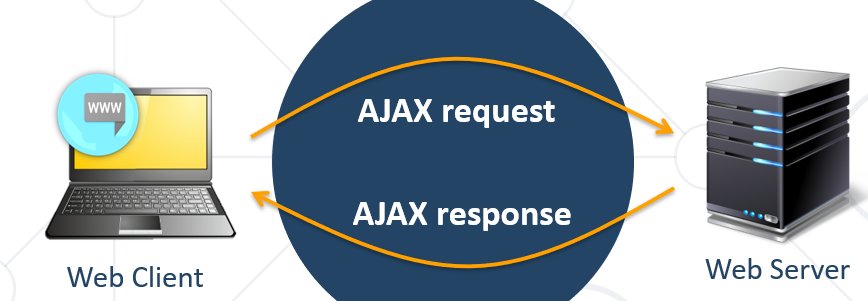 WWW
AJAX request
AJAX response
Web Client
Web Server